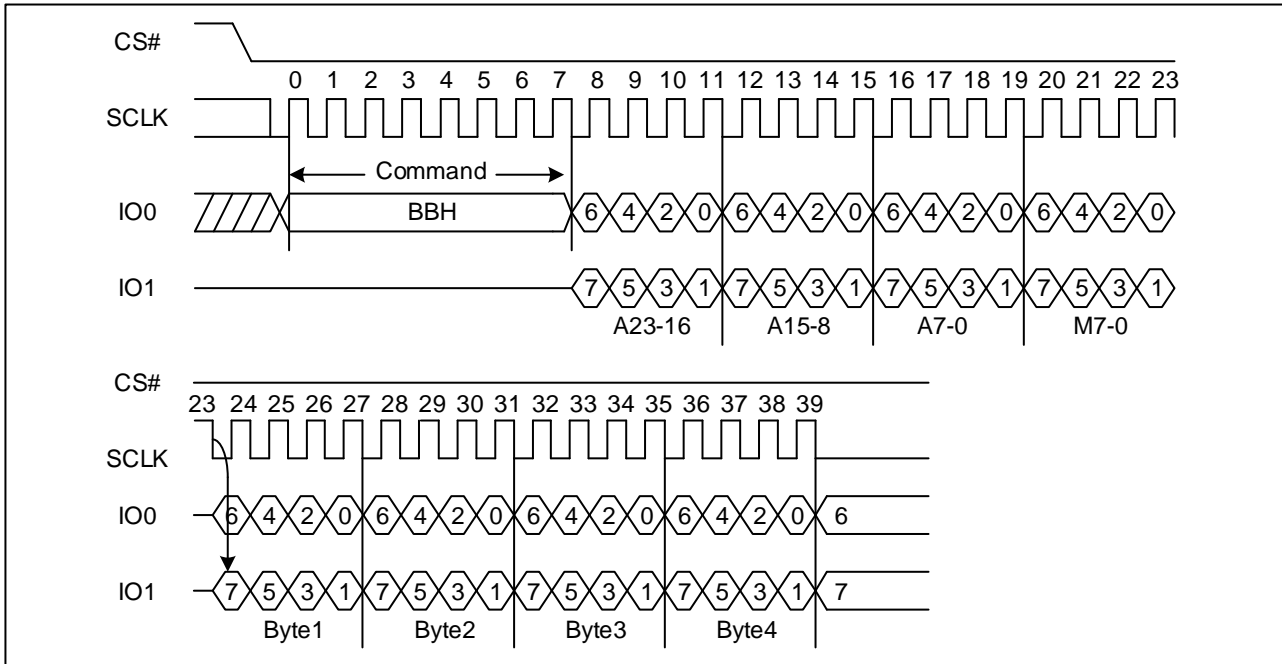 CS#
0 1 2 3 4 5 6 7 8 9 10 11 12 13 14 15 16 17 18 19 20 21 22 23
SCLK
Command
IO0 BBH 6 4 2 0 6 4 2 0 6 4 2 0 6 4 2 0
IO1 7 5 3 1 7 5 3 1 7 5 3 1 7 5 3 1
A23-16 A15-8 A7-0 M7-0
CS#
23 24 25 26 27 28 29 30 31 32 33 34 35 36 37 38 39
SCLK
IO0 6 4 2 0 6 4 2 0 6 4 2 0 6 4 2 0 6
IO1 7 5 3 1 7 5 3 1 7 5 3 1 7 5 3 1 7
Byte1 Byte2 Byte3 Byte4